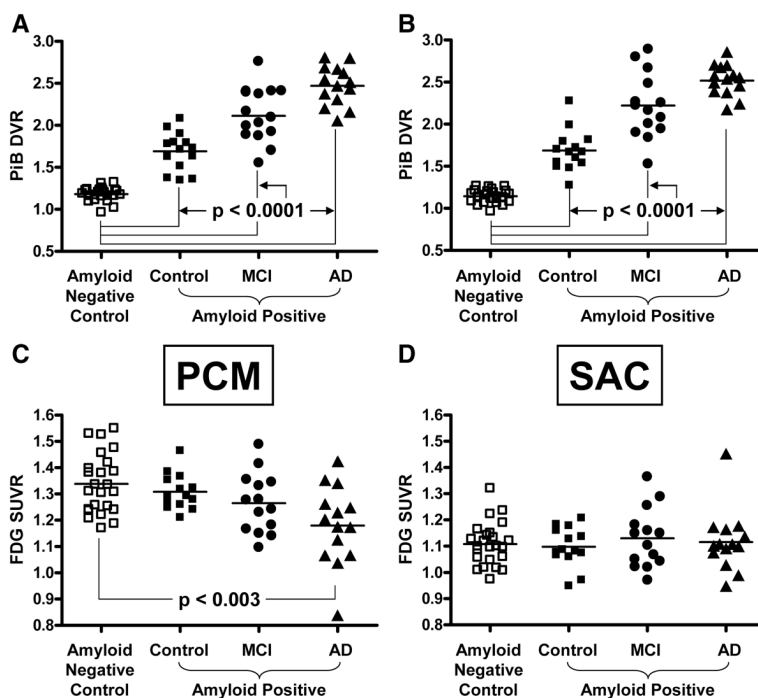 A
PiB DVR
3.0
2.5
2.0
1.5
1.0
0.5
p < 0.0001
Amyloid
Negative
Control
Control
MCI
AD
Amyloid Positive
B
PiB DVR
3.0
2.5
2.0
1.5
1.0
0.5
p < 0.0001
Amyloid
Negative
Control
Control
MCI
AD
Amyloid Positive
C
PCM
FDG SUVR
1.6
1.5
1.4
1.3
1.2
1.1
1.0
0.9
0.8
p < 0.003
Amyloid
Negative
Control
Control
MCI
AD
Amyloid Positive
D
SAC
FDG SUVR
1.6
1.5
1.4
1.3
1.2
1.1
1.0
0.9
0.8
Amyloid
Negative
Control
Control
MCI
AD
Amyloid Positive